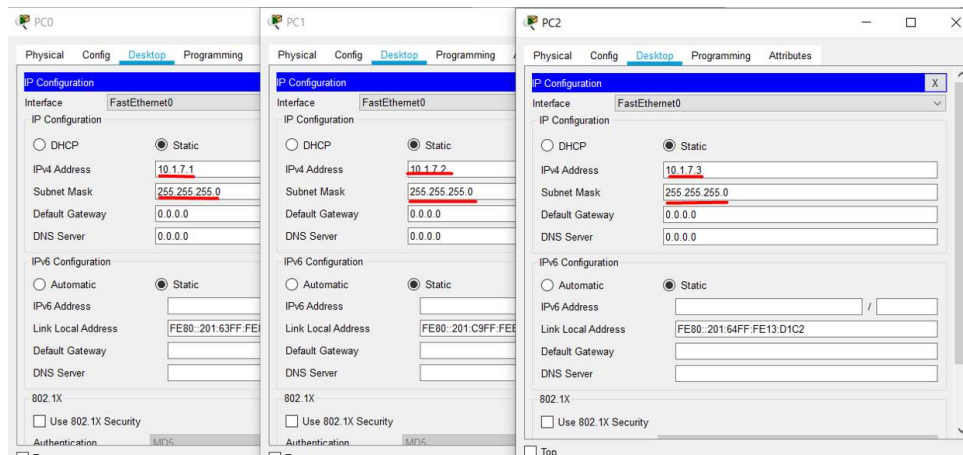 PC0
Physical Config Desktop Programming
IP Configuration
Interface FastEthernet0
IP Configuration
DHCP Static
IPv4 Address 10.1.7.1
Subnet Mask 255.255.255.0
Default Gateway 0.0.0.0
DNS Server 0.0.0.0
IPv6 Configuration
Automatic Static
IPv6 Address
Link Local Address FE80::201:63FF:FE
Default Gateway
DNS Server
802.1X
Use 802.1X Security
Authentication MD5
PC1
Physical Config Desktop Programming
IP Configuration
Interface FastEthernet0
IP Configuration
DHCP Static
IPv4 Address 10.1.7.2
Subnet Mask 255.255.255.0
Default Gateway 0.0.0.0
DNS Server 0.0.0.0
IPv6 Configuration
Automatic Static
IPv6 Address
Link Local Address FE80::201:C9FF:FE
Default Gateway
DNS Server
802.1X
Use 802.1X Security
Authentication MD5
PC2
Physical Config Desktop Programming Attributes
IP Configuration X
Interface FastEthernet0
IP Configuration
DHCP Static
IPv4 Address 10.1.7.3
Subnet Mask 255.255.255.0
Default Gateway 0.0.0.0
DNS Server 0.0.0.0
IPv6 Configuration
Automatic Static
IPv6 Address /
Link Local Address FE80::201:64FF:FE13:D1C2
Default Gateway
DNS Server
802.1X
Use 802.1X Security
Top